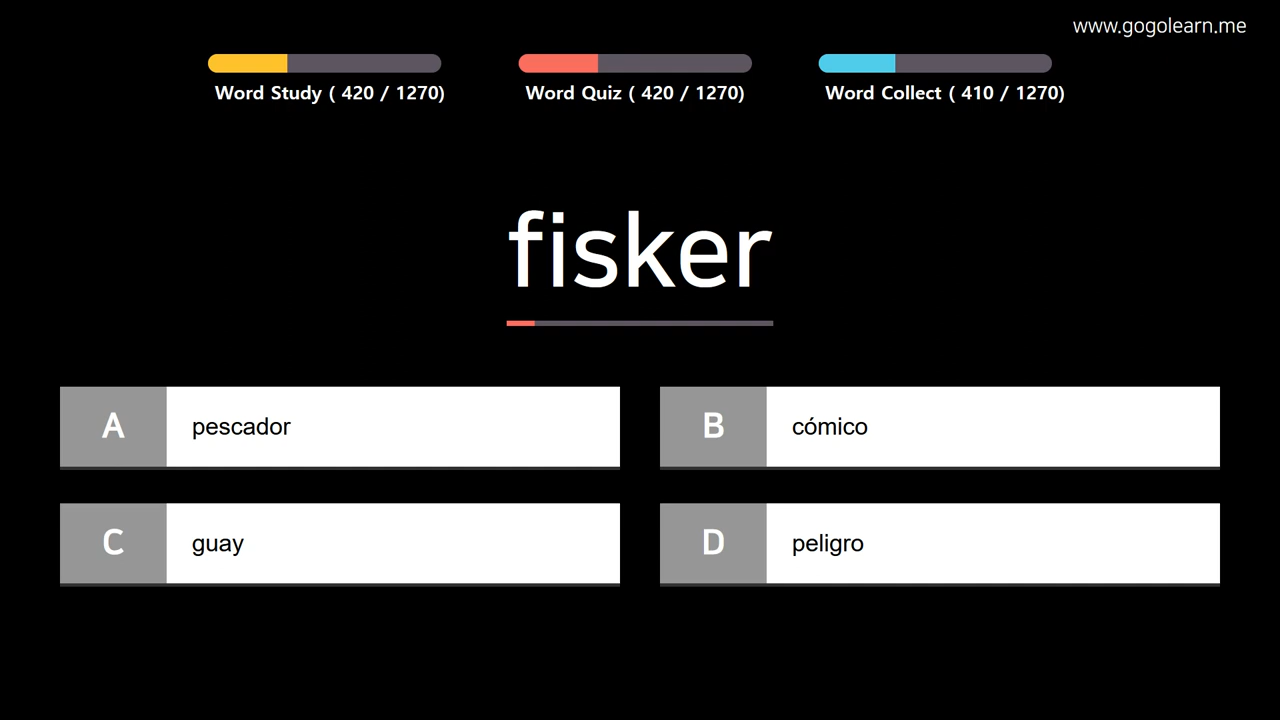 www.gogolearn.me
Word Study ( 420 / 1270)
Word Quiz ( 420 / 1270)
Word Collect ( 410 / 1270)
fisker
A
pescador
B
cómico
C
guay
D
peligro